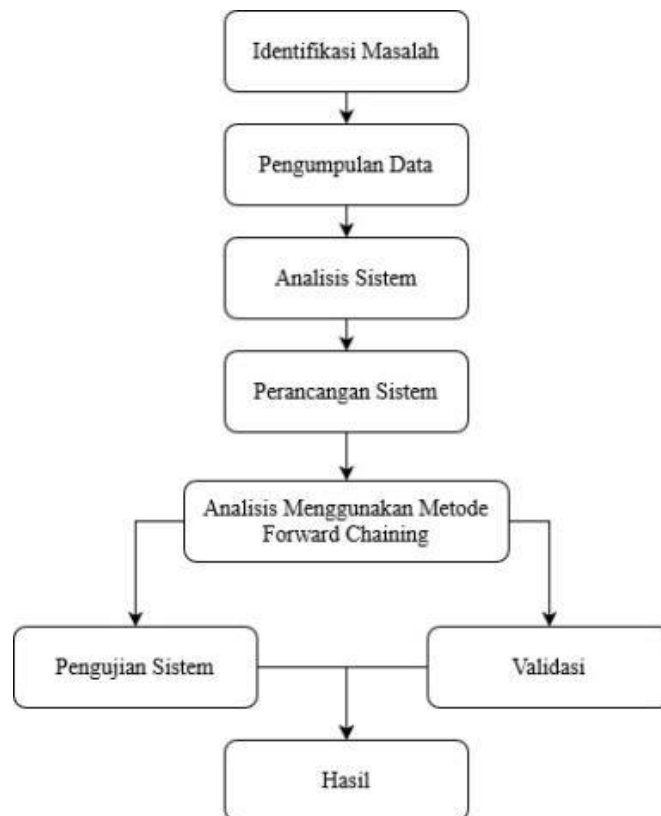 Identifikasi Masalah
Pengumpulan Data
Analisis Sistem
Perancangan Sistem
Analisis Menggunakan Metode
Forward Chaining
Pengujian Sistem
Validasi
Hasil